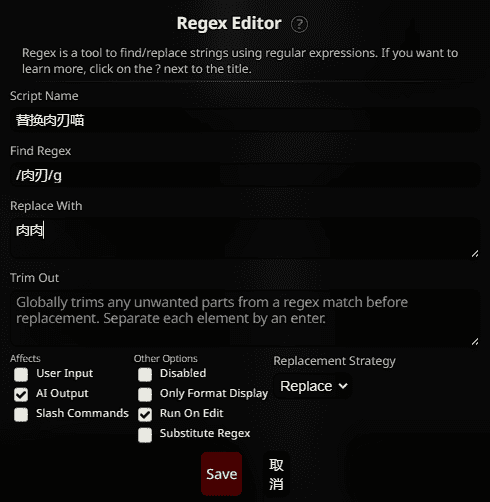 Regex Editor ?
Regex is a tool to find/replace strings using regular expressions. If you want to
learn more, click on the ? next to the title.
Script Name
替换肉刃喵
Find Regex
/肉刃/g
Replace With
肉肉
Trim Out
Globally trims any unwanted parts from a regex match before
replacement. Separate each element by an enter.
Affects
User Input
AI Output
Slash Commands
Other Options
Disabled
Only Format Display
Run On Edit
Substitute Regex
Replacement Strategy
Replace
Save
取
消